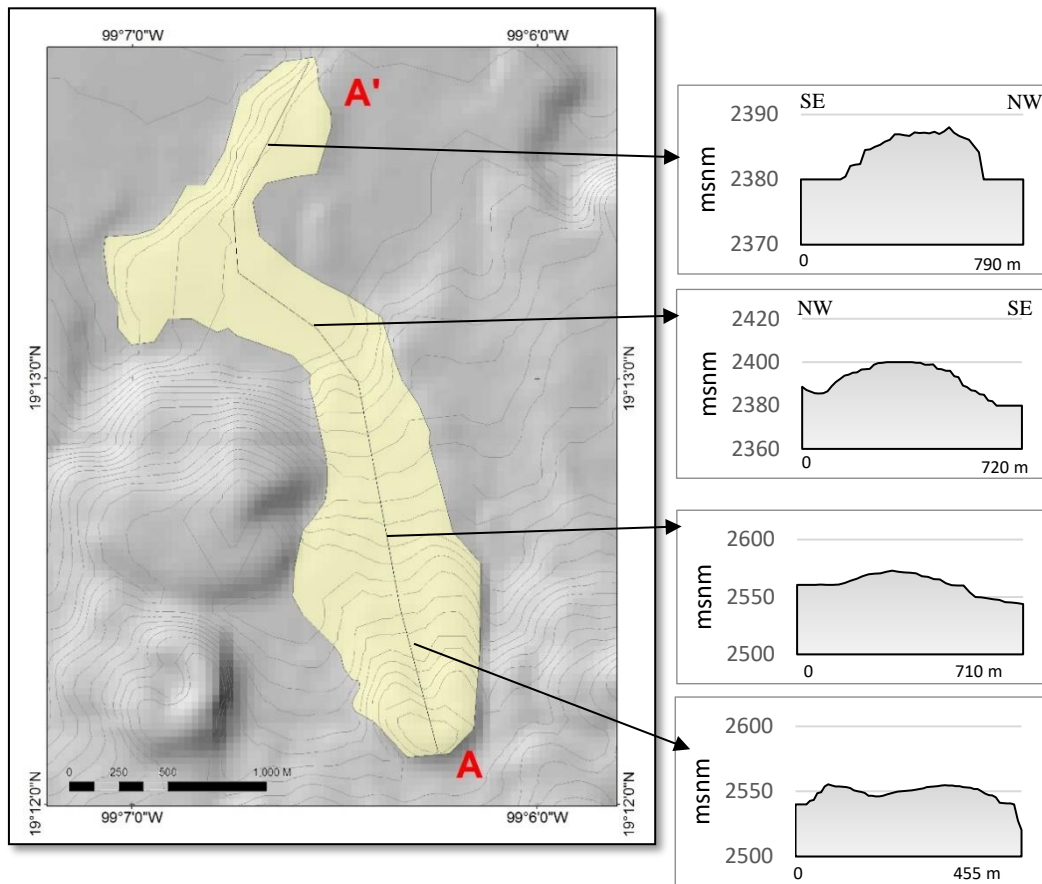 99°7'0"W 99°6'0"W
A'
19°13'0"N 19°13'0"N
A
0 250 500 1,000 M
19°12'0"N 19°12'0"N
99°7'0"W 99°6'0"W
SE NW
2390
2380
2370
msnm
0 790 m
NW SE
2420
2400
2380
2360
msnm
0 720 m
2600
2550
2500
msnm
0 710 m
2600
2550
2500
msnm
0 455 m